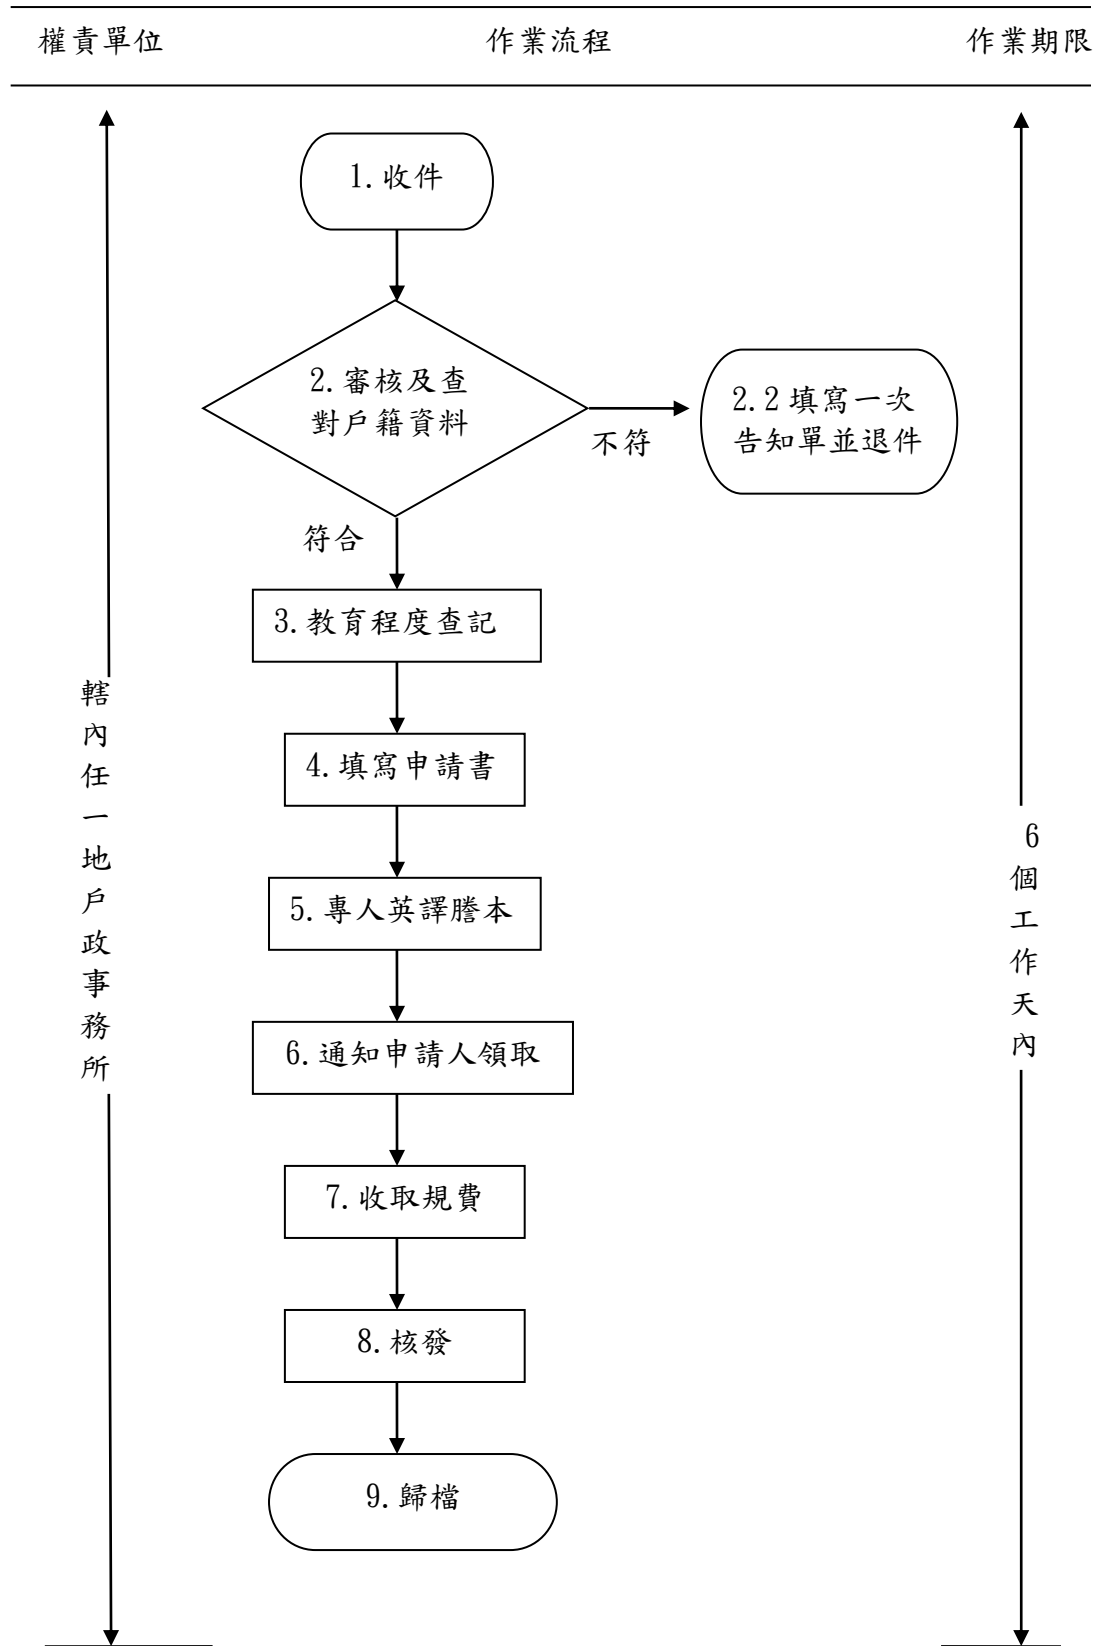 權責單位 作業流程 作業期限
1.收件
2.審核及查
對戶籍資料
不符
2.2 填寫一次
告知單並退件
符合
3.教育程度查記
4.填寫申請書
5.專人英譯謄本
6.通知申請人領取
7.收取規費
8.核發
9.歸檔
轄
內
任
一
地
戶
政
事
務
所
6
個
工
作
天
內